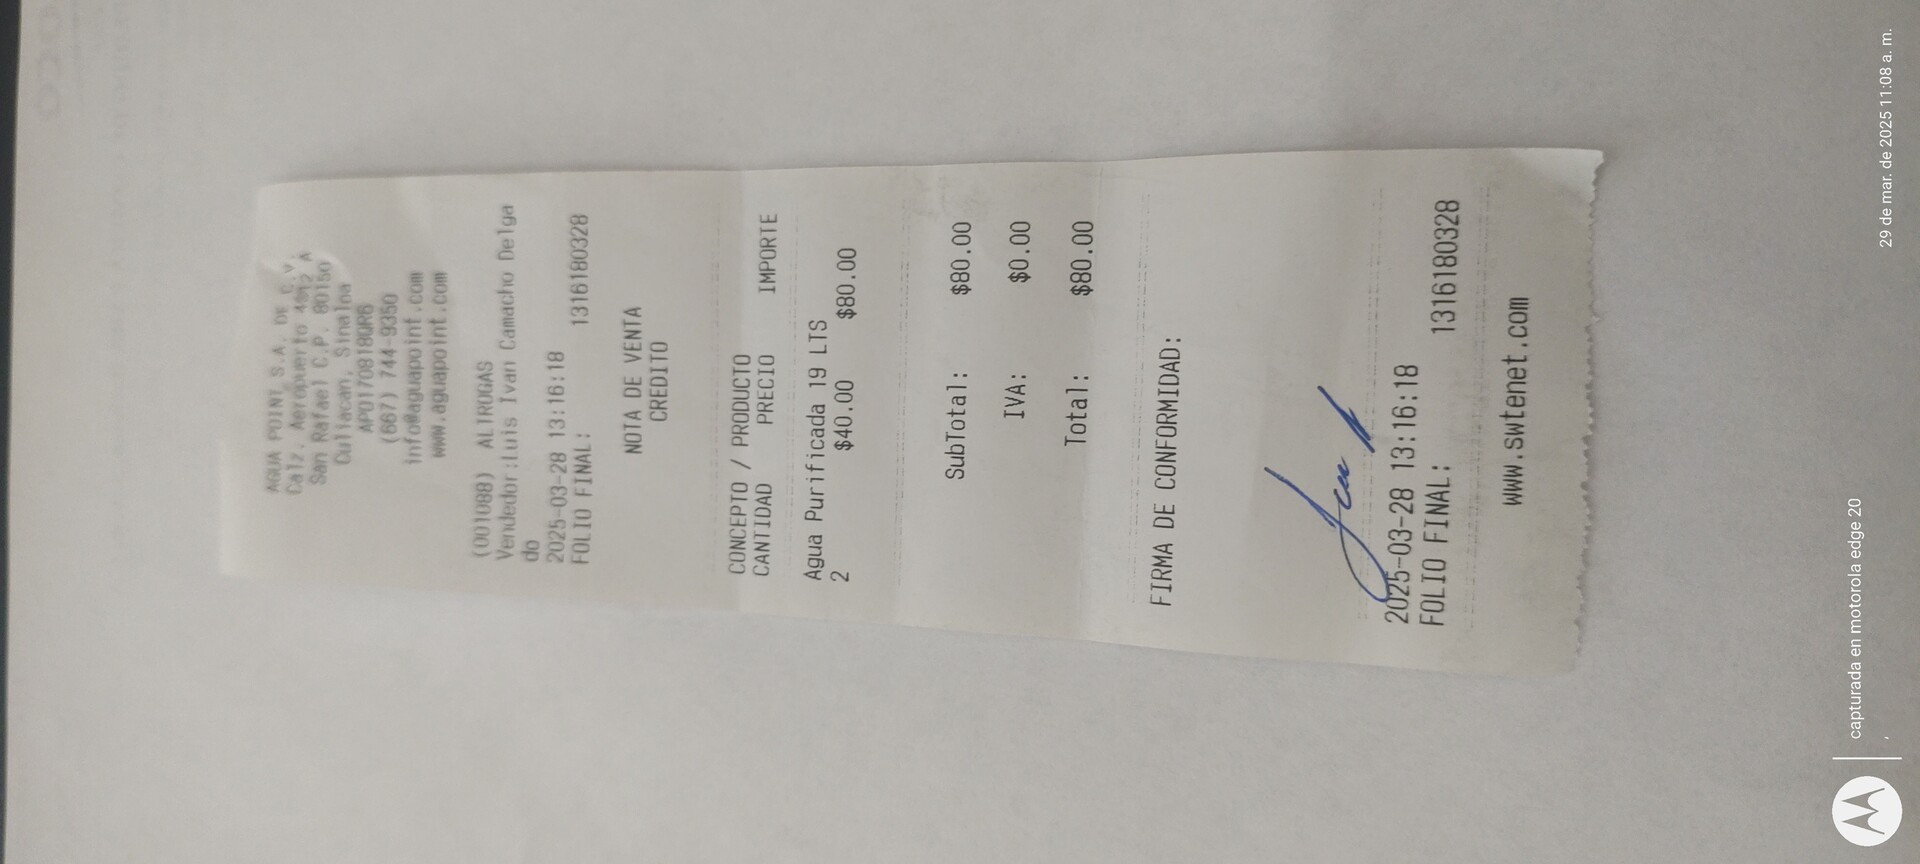 AGUA POINT, S.A. DE C.V.
Calz. Aeropuerto 4912 A
San Rafael C.P. 80150
Culiacan, Sinaloa
APO170818QR6
(667) 744-9350
info@aguapoint.com
www.aguapoint.com
(001088) ALTROGAS
Vendedor:Luis Ivan Camacho Delga
do
2025-03-28 13:16:18
FOLIO FINAL: 1316180328
NOTA DE VENTA
CREDITO
CONCEPTO / PRODUCTO
CANTIDAD PRECIO IMPORTE
Agua Purificada 19 LTS
2 $40.00 $80.00
SubTotal: $80.00
IVA: $0.00
Total: $80.00
FIRMA DE CONFORMIDAD:
2025-03-28 13:16:18
FOLIO FINAL: 1316180328
www.swtenet.com
capturada en motorola edge 20
29 de mar. de 2025 11:08 a. m.